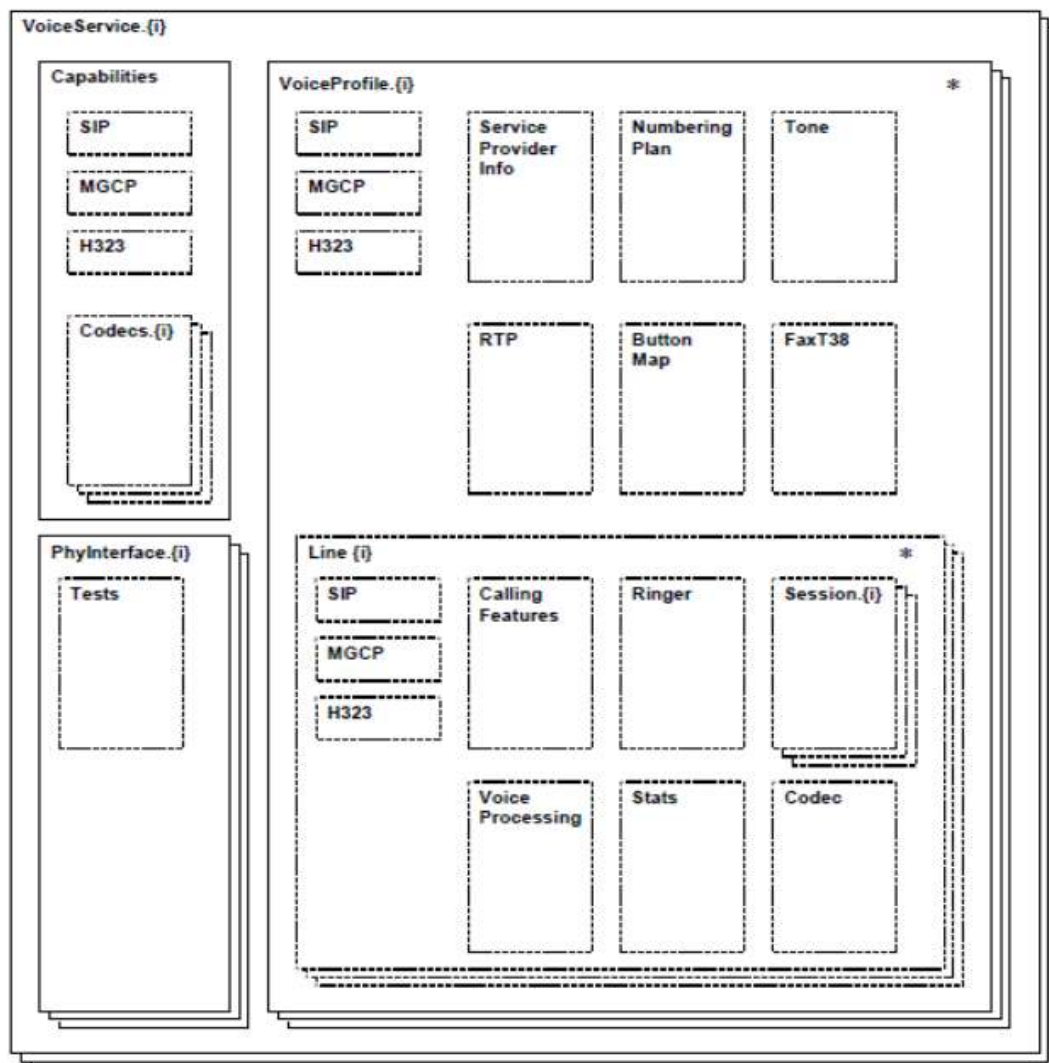 VoiceService.{i}
Capabilities
SIP
MGCP
H323
Codecs.{i}
PhyInterface.{i}
Tests
VoiceProfile.{i}
*
SIP
MGCP
H323
Service
Provider
Info
Numbering
Plan
Tone
RTP
Button
Map
FaxT38
Line {i}
*
SIP
MGCP
H323
Calling
Features
Ringer
Session.{i}
Voice
Processing
Stats
Codec